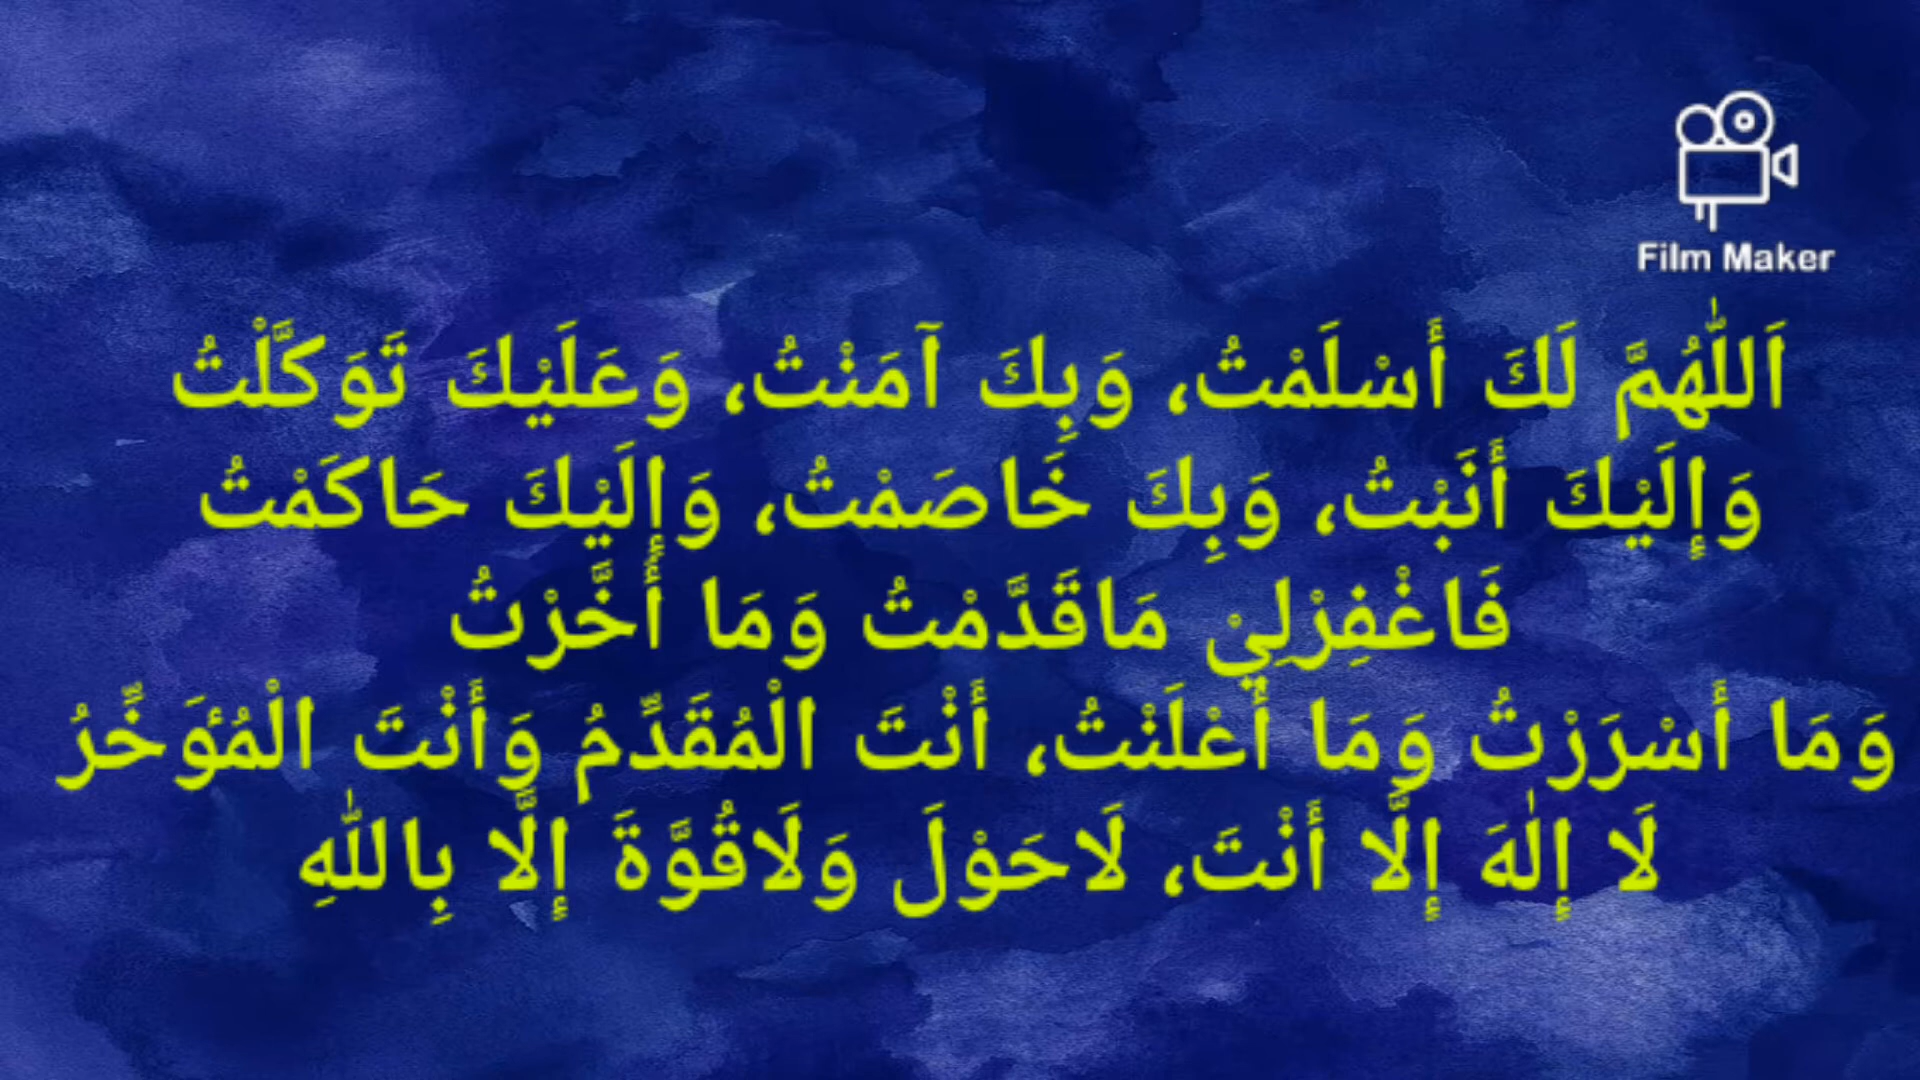 Film Maker
اَللّٰهُمَّ لَكَ أَسْلَمْتُ، وَبِكَ آمَنْتُ، وَعَلَيْكَ تَوَكَّلْتُ
وَإِلَيْكَ أَنَبْتُ، وَبِكَ خَاصَمْتُ، وَإِلَيْكَ حَاكَمْتُ
فَاغْفِرْلِيْ مَاقَدَّمْتُ وَمَا أَخَّرْتُ
وَمَا أَسْرَرْتُ وَمَا أَعْلَنْتُ، أَنْتَ الْمُقَدِّمُ وَأَنْتَ الْمُؤَخِّرُ
لَا إِلٰهَ إِلَّا أَنْتَ، لَاحَوْلَ وَلَاقُوَّةَ إِلَّا بِاللّٰهِ